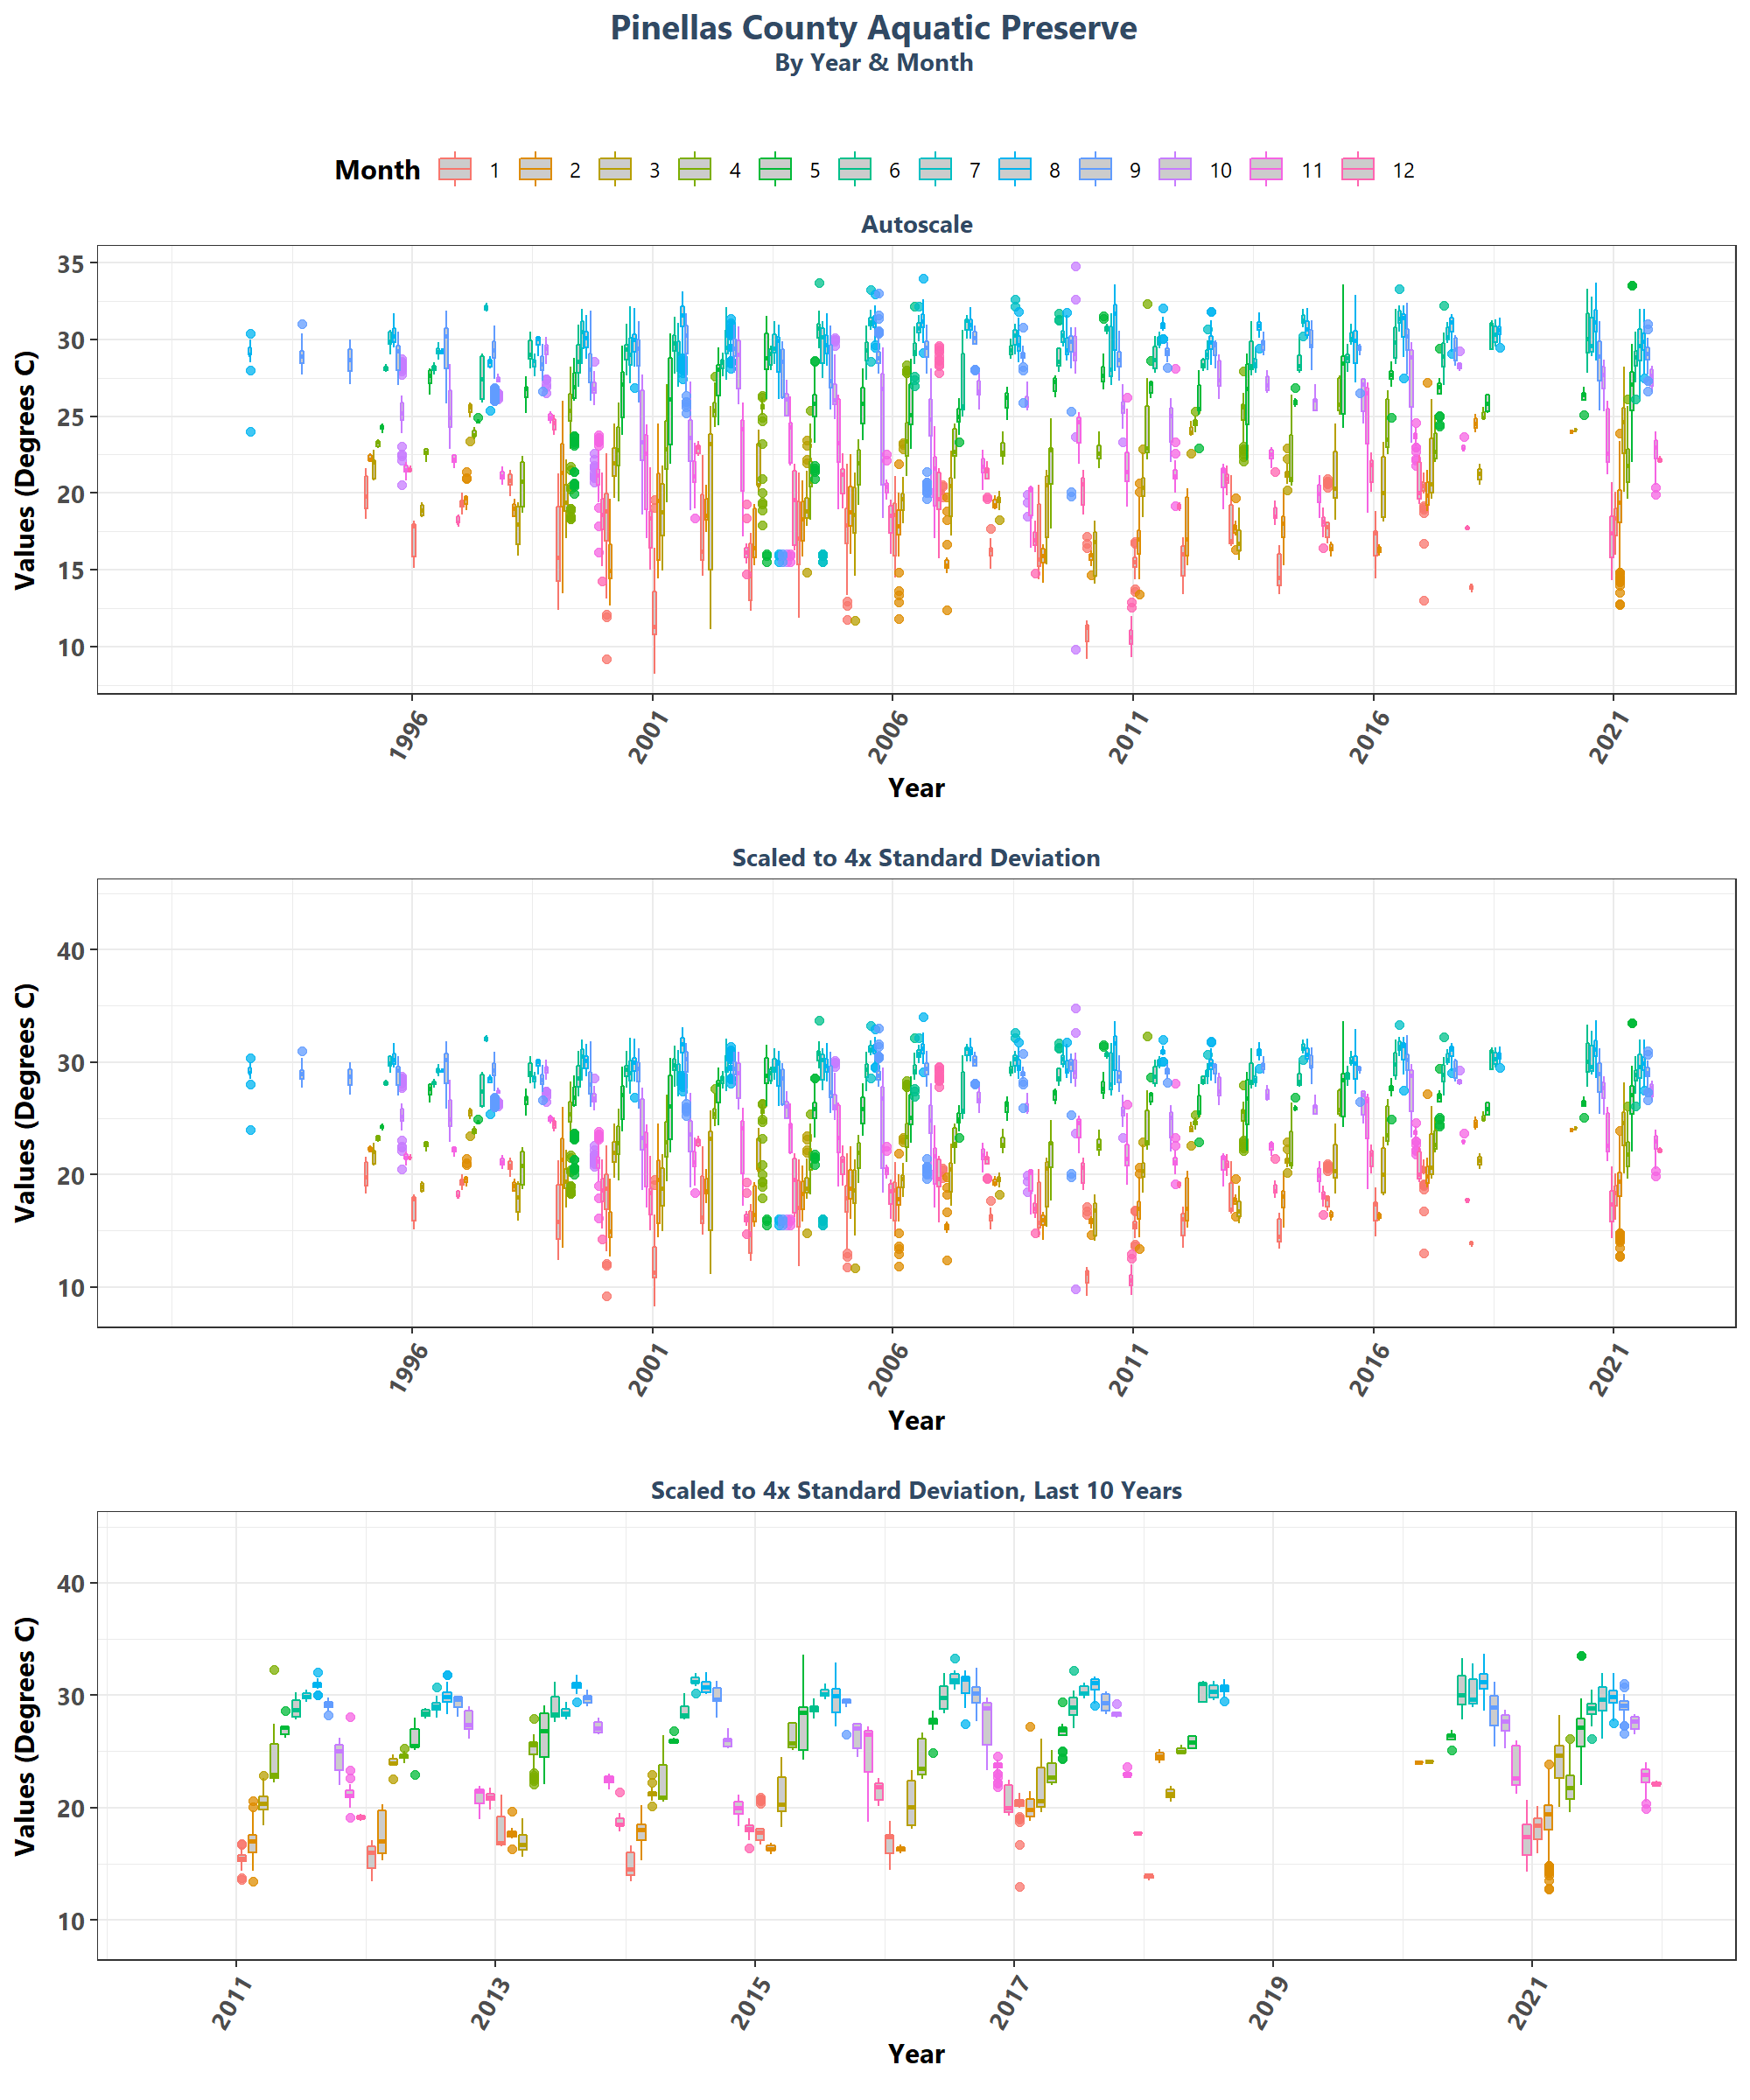 Pinellas County Aquatic Preserve
By Year & Month
Month 1 2 3 4 5 6 7 8 9 10 11 12
Autoscale
Values (Degrees C)
35
30
25
20
15
10
1996 2001 2006 2011 2016 2021
Year
Scaled to 4x Standard Deviation
Values (Degrees C)
40
30
20
10
1996 2001 2006 2011 2016 2021
Year
Scaled to 4x Standard Deviation, Last 10 Years
Values (Degrees C)
40
30
20
10
2011 2013 2015 2017 2019 2021
Year